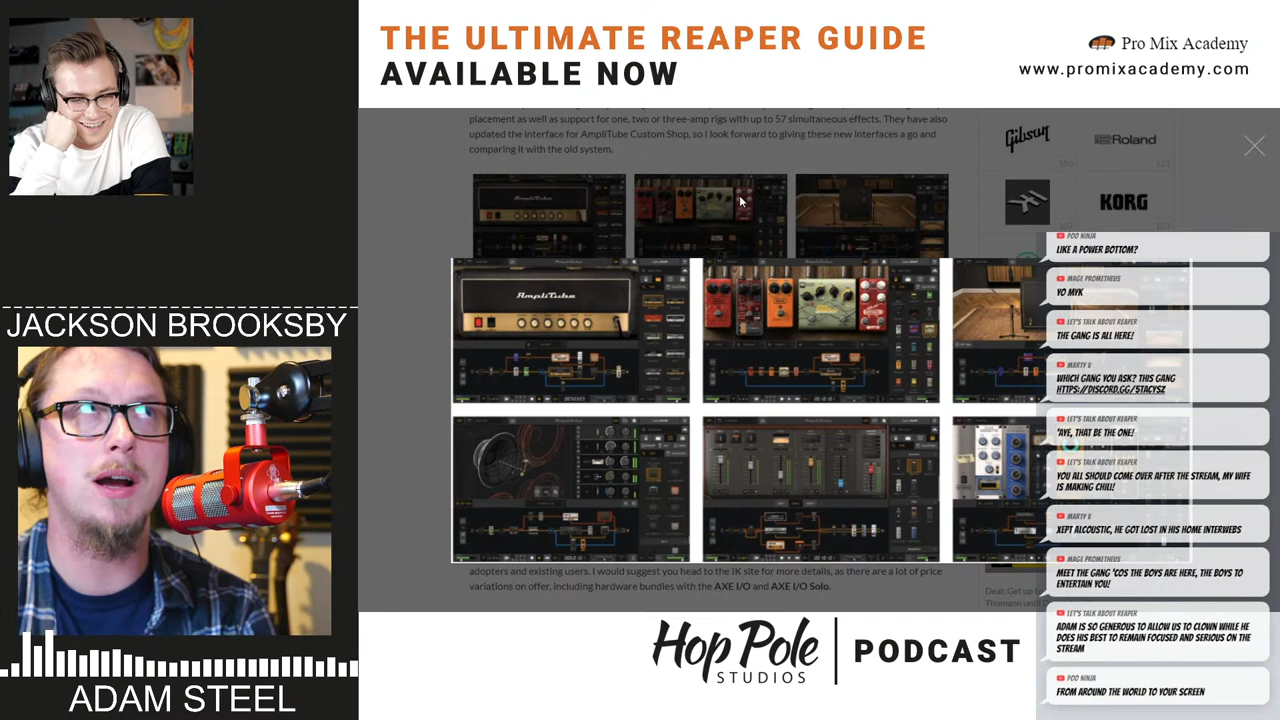 THE ULTIMATE REAPER GUIDE
AVAILABLE NOW
Pro Mix Academy
www.promixacademy.com
placement as well as support for one, two or three-amp rigs with up to 57 simultaneous effects. They have also
updated the interface for AmpliTube Custom Shop, so I look forward to giving these new interfaces a go and
comparing it with the old system.
Gibson
186
Roland
121
KORG
AmpliTube
AmpliTube
JACKSON BROOKSBY
POO NINJA
LIKE A POWER BOTTOM?
MAGE PROMETHEUS
YO MYK
LET'S TALK ABOUT REAPER
THE GANG IS ALL HERE!
MARTY V
WHICH GANG YOU ASK? THIS GANG
HTTPS://DISCORD.GG/5TACYSZ
LET'S TALK ABOUT REAPER
'AYE, THAT BE THE ONE!
LET'S TALK ABOUT REAPER
YOU ALL SHOULD COME OVER AFTER THE STREAM, MY WIFE
IS MAKING CHILI!
MARTY V
XEPT ALCOUSTIC, HE GOT LOST IN HIS HOME INTERWEBS
MAGE PROMETHEUS
MEET THE GANG 'COS THE BOYS ARE HERE, THE BOYS TO
ENTERTAIN YOU!
LET'S TALK ABOUT REAPER
ADAM IS SO GENEROUS TO ALLOW US TO CLOWN WHILE HE
DOES HIS BEST TO REMAIN FOCUSED AND SERIOUS ON THE
STREAM
POO NINJA
FROM AROUND THE WORLD TO YOUR SCREEN
adopters and existing users. I would suggest you head to the IK site for more details, as there are a lot of price
variations on offer, including hardware bundles with the AXE I/O and AXE I/O Solo.
Deal: Get up to
Thomann until
Hop Pole
STUDIOS
PODCAST
ADAM STEEL